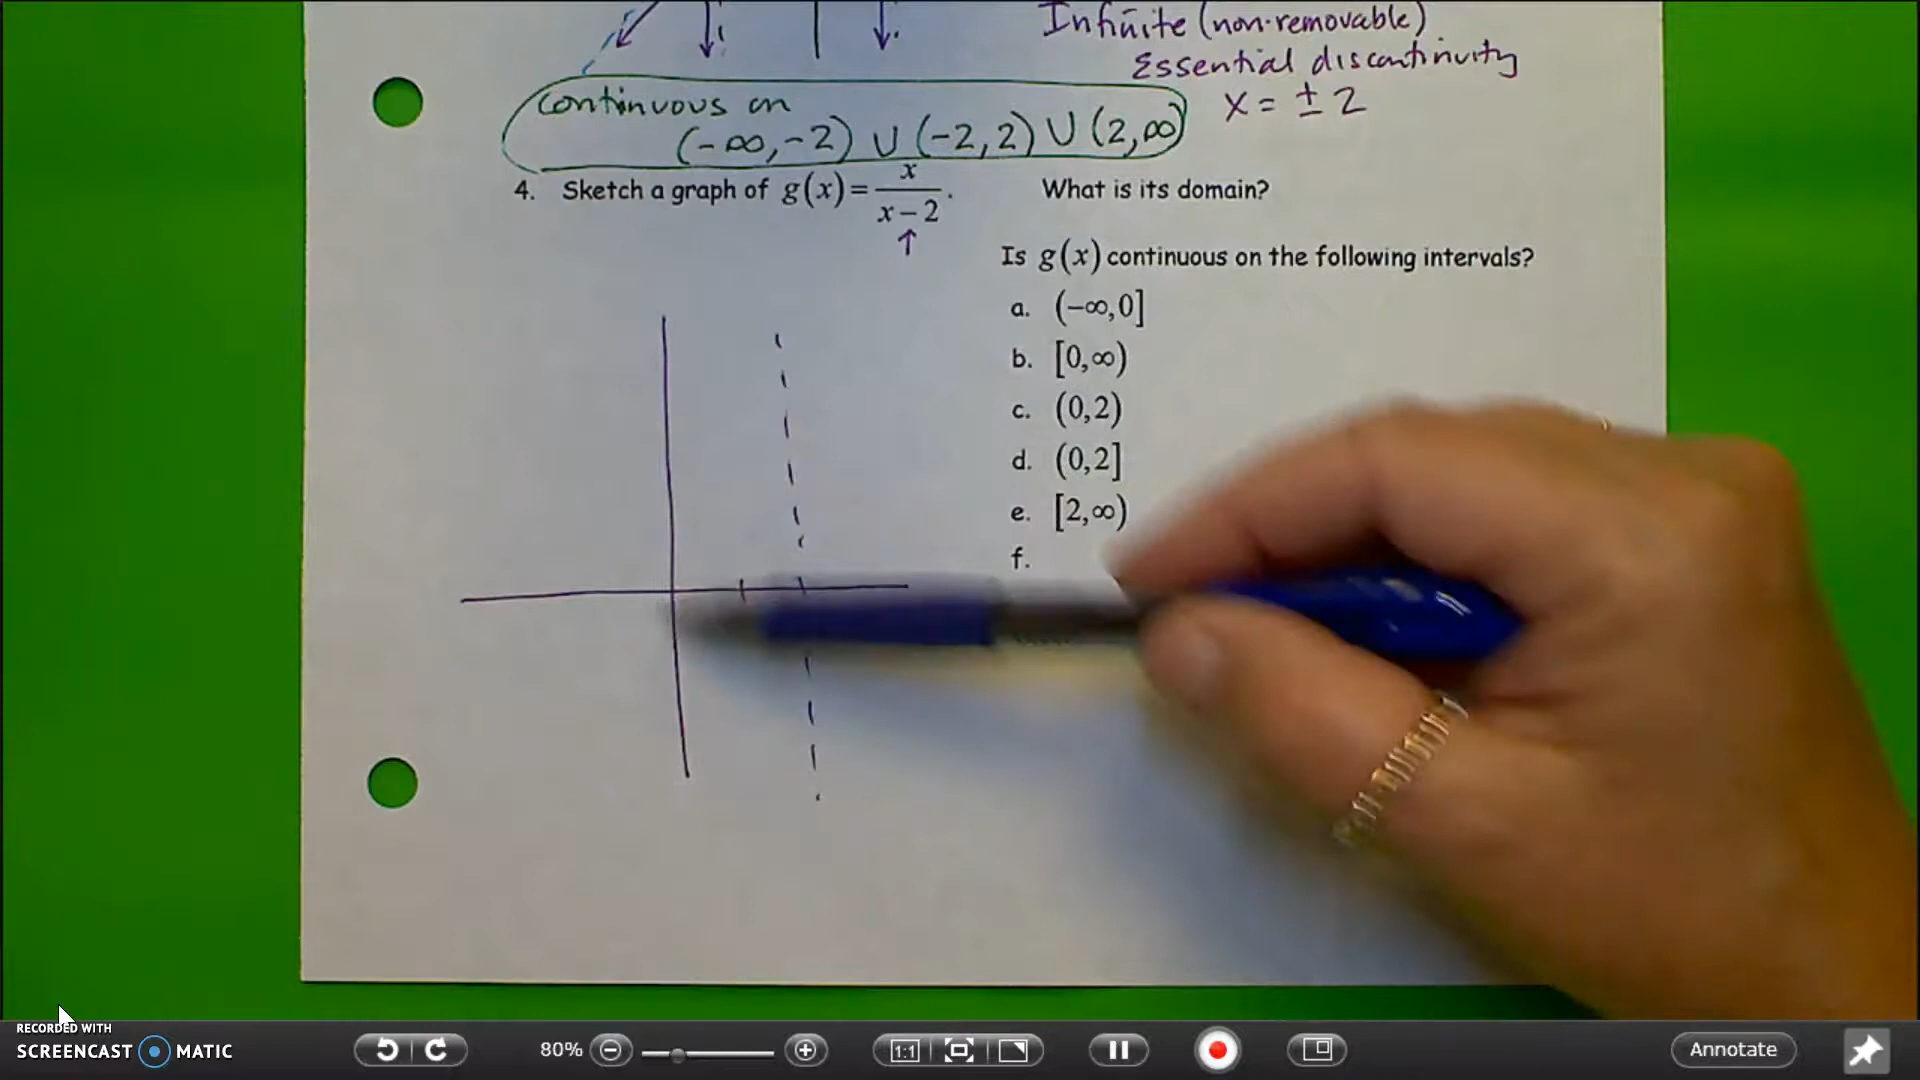 Infinite (non-removable)
Essential discontinuity
x = ± 2
continuous on
(-∞,-2) ∪ (-2,2) ∪ (2,∞)
4. Sketch a graph of g(x)= x/(x-2). What is its domain?
↑
Is g(x) continuous on the following intervals?
a. (-∞,0]
b. [0,∞)
c. (0,2)
d. (0,2]
e. [2,∞)
f.
RECORDED WITH
SCREENCAST MATIC
80%
1:1
Annotate